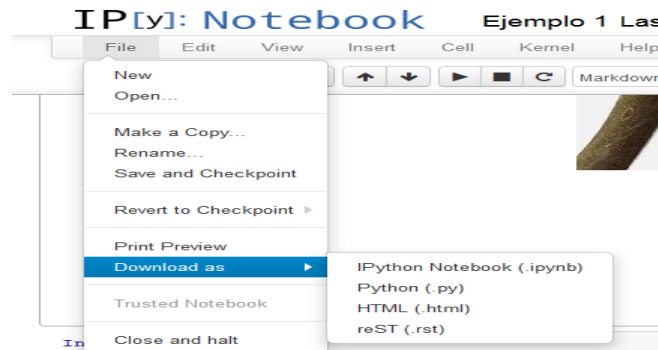 IP[y]: Notebook Ejemplo 1 Las
File Edit View Insert Cell Kernel Help
Markdown
New
Open...
Make a Copy...
Rename...
Save and Checkpoint
Revert to Checkpoint
Print Preview
Download as
IPython Notebook (.ipynb)
Python (.py)
HTML (.html)
reST (.rst)
Trusted Notebook
Close and halt
In